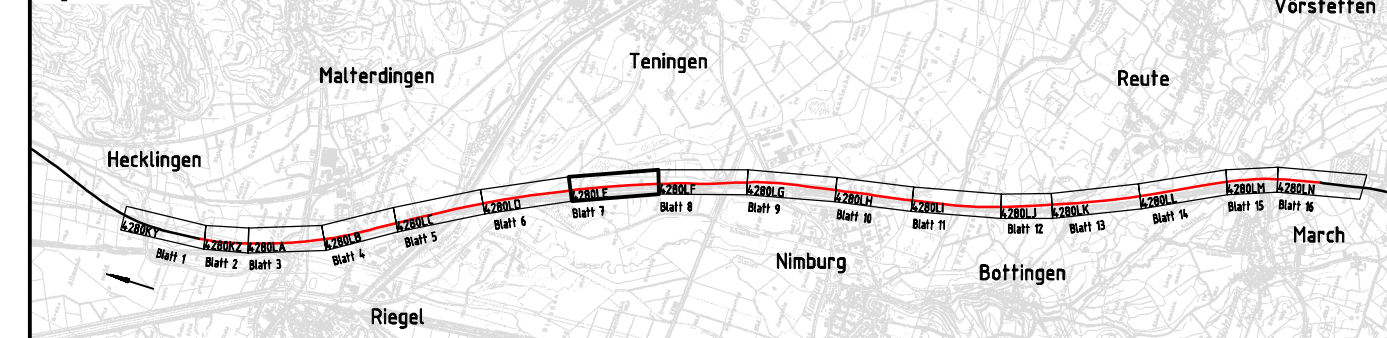 Vörstetten
Teningen
Malterdingen
Reute
Hecklingen
4280KY
Blatt 1
4280KZ
Blatt 2
4280LA
Blatt 3
4280LB
Blatt 4
4280LC
Blatt 5
4280LD
Blatt 6
4280LE
Blatt 7
4280LF
Blatt 8
4280LG
Blatt 9
4280LH
Blatt 10
4280LI
Blatt 11
4280LJ
Blatt 12
4280LK
Blatt 13
4280LL
Blatt 14
4280LM
Blatt 15
4280LN
Blatt 16
March
Nimburg
Bottingen
Riegel